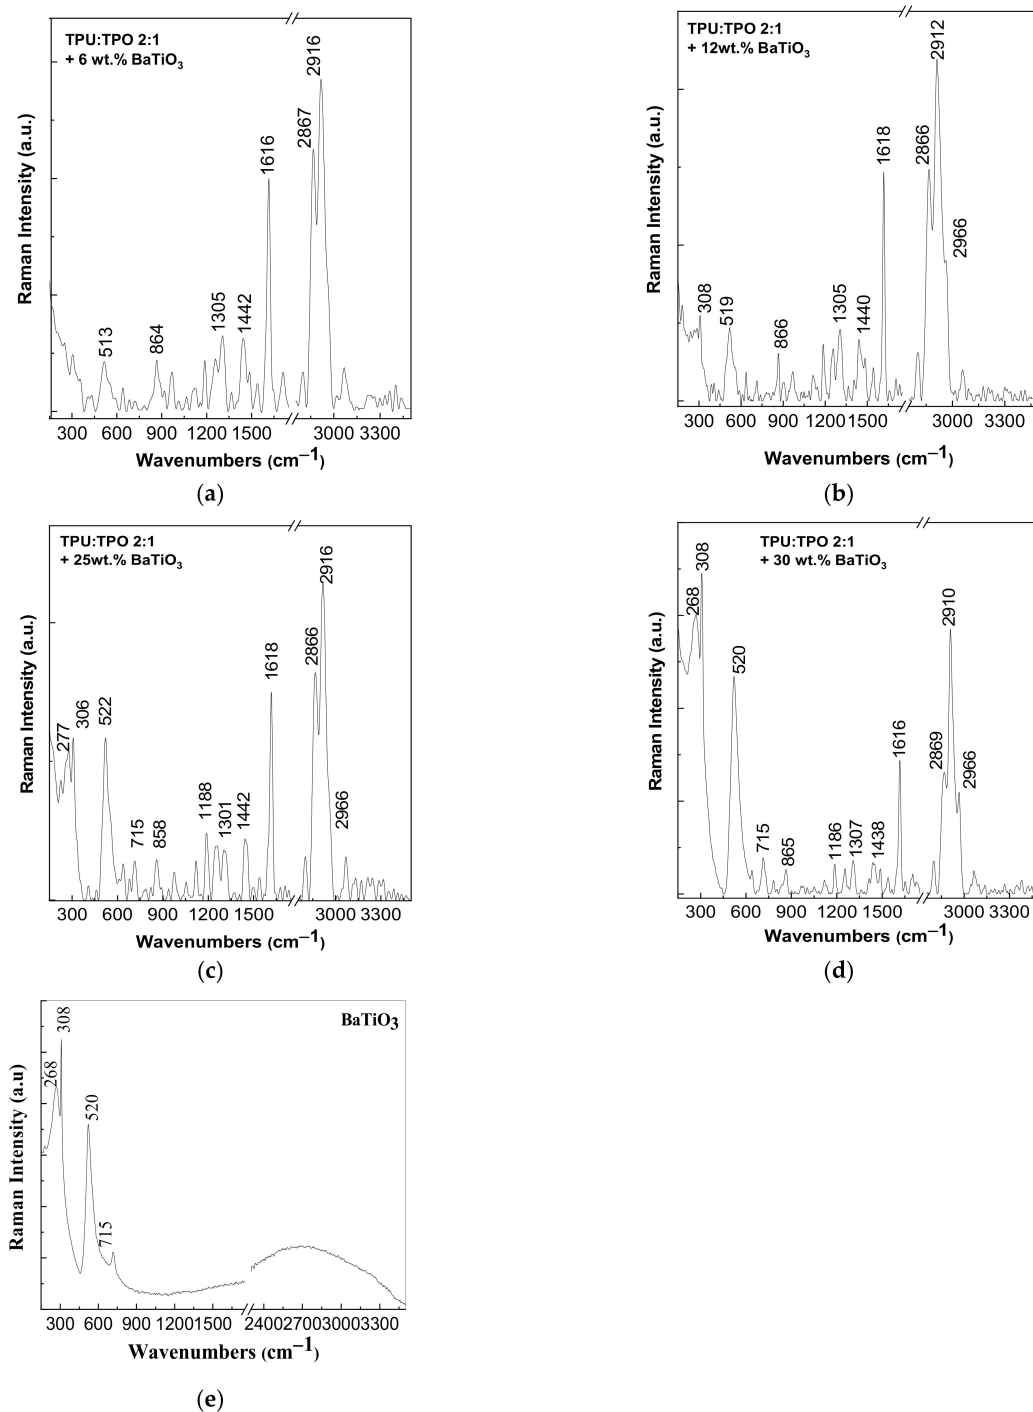 TPU:TPO 2:1
+ 6 wt.% BaTiO3
2916
2867
1616
1305
1442
513
864
Raman Intensity (a.u.)
300 600 900 1200 1500 3000 3300
Wavenumbers (cm−1)
(a)
TPU:TPO 2:1
+ 12wt.% BaTiO3
2912
2866
1618
2966
308
519
866
1305
1440
Raman Intensity (a.u.)
300 600 900 1200 1500 3000 3300
Wavenumbers (cm−1)
(b)
TPU:TPO 2:1
+ 25wt.% BaTiO3
2916
2866
1618
277
306
522
715
858
1188
1301
1442
2966
Raman Intensity (a.u.)
300 600 900 1200 1500 3000 3300
Wavenumbers (cm−1)
(c)
TPU:TPO 2:1
+ 30 wt.% BaTiO3
268
308
520
715
865
1186
1307
1438
1616
2869
2910
2966
Raman Intensity (a.u.)
300 600 900 1200 1500 3000 3300
Wavenumbers (cm−1)
(d)
BaTiO3
268
308
520
715
Raman Intensity (a.u)
300 600 900 12001500 2400270030003300
Wavenumbers (cm−1)
(e)